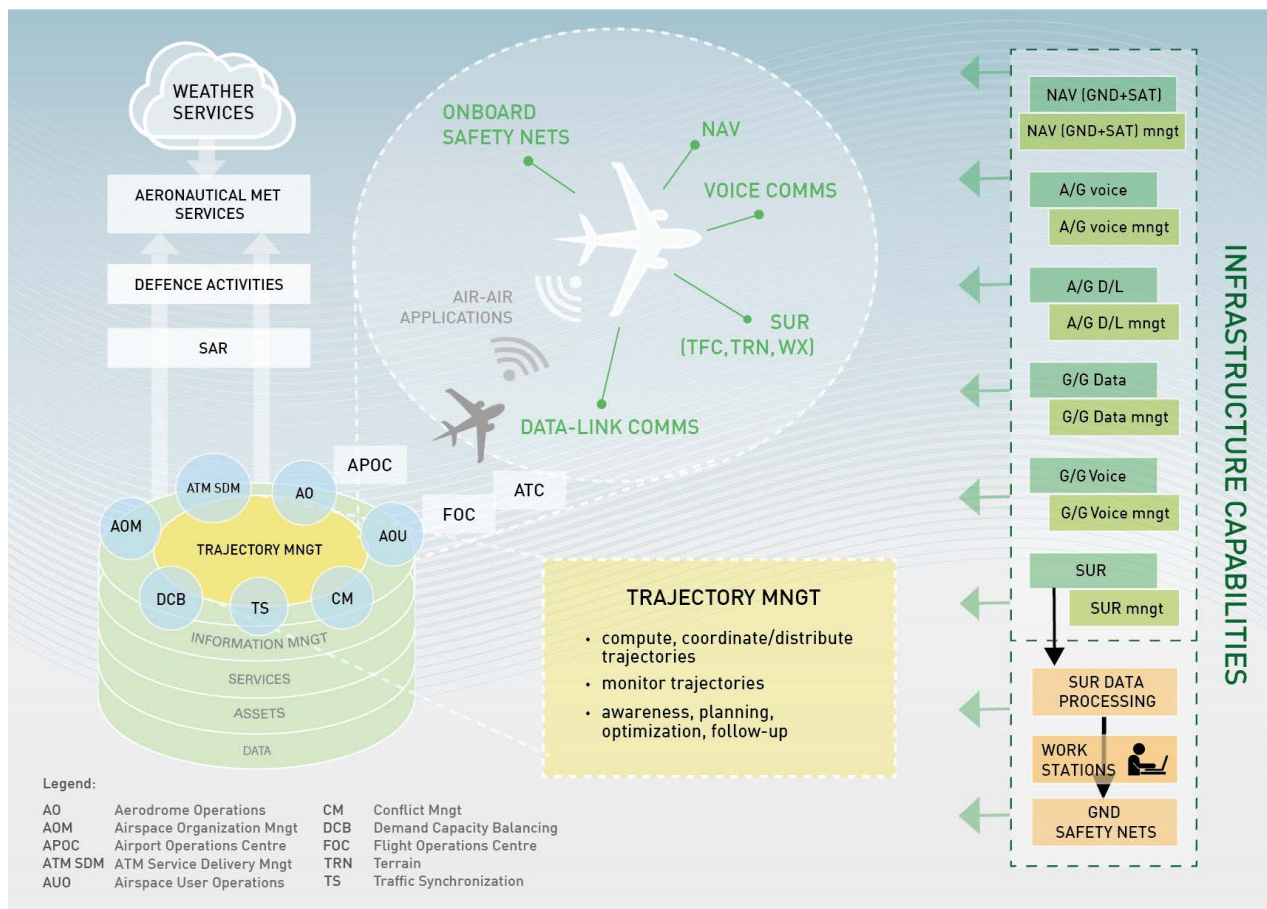 WEATHER
SERVICES
AERONAUTICAL MET
SERVICES
DEFENCE ACTIVITIES
SAR
ONBOARD
SAFETY NETS
NAV
VOICE COMMS
AIR-AIR
APPLICATIONS
SUR
(TFC, TRN, WX)
DATA-LINK COMMS
APOC
ATC
FOC
ATM SDM
AO
AOM
AOU
TRAJECTORY MNGT
DCB
TS
CM
INFORMATION MNGT
SERVICES
ASSETS
DATA
TRAJECTORY MNGT
• compute, coordinate/distribute
trajectories
• monitor trajectories
• awareness, planning,
optimization, follow-up
NAV (GND+SAT)
NAV (GND+SAT) mngt
A/G voice
A/G voice mngt
A/G D/L
A/G D/L mngt
G/G Data
G/G Data mngt
G/G Voice
G/G Voice mngt
SUR
SUR mngt
SUR DATA
PROCESSING
WORK
STATIONS
GND
SAFETY NETS
INFRASTRUCTURE CAPABILITIES
Legend:
AO Aerodrome Operations
AOM Airspace Organization Mngt
APOC Airport Operations Centre
ATM SDM ATM Service Delivery Mngt
AUO Airspace User Operations
CM Conflict Mngt
DCB Demand Capacity Balancing
FOC Flight Operations Centre
TRN Terrain
TS Traffic Synchronization